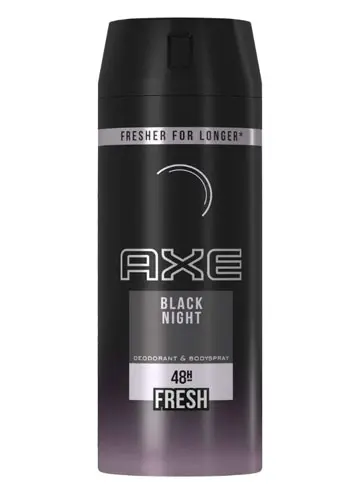 FRESHER FOR LONGER*
AXE
BLACK
NIGHT
DEODORANT & BODYSPRAY
48H
FRESH